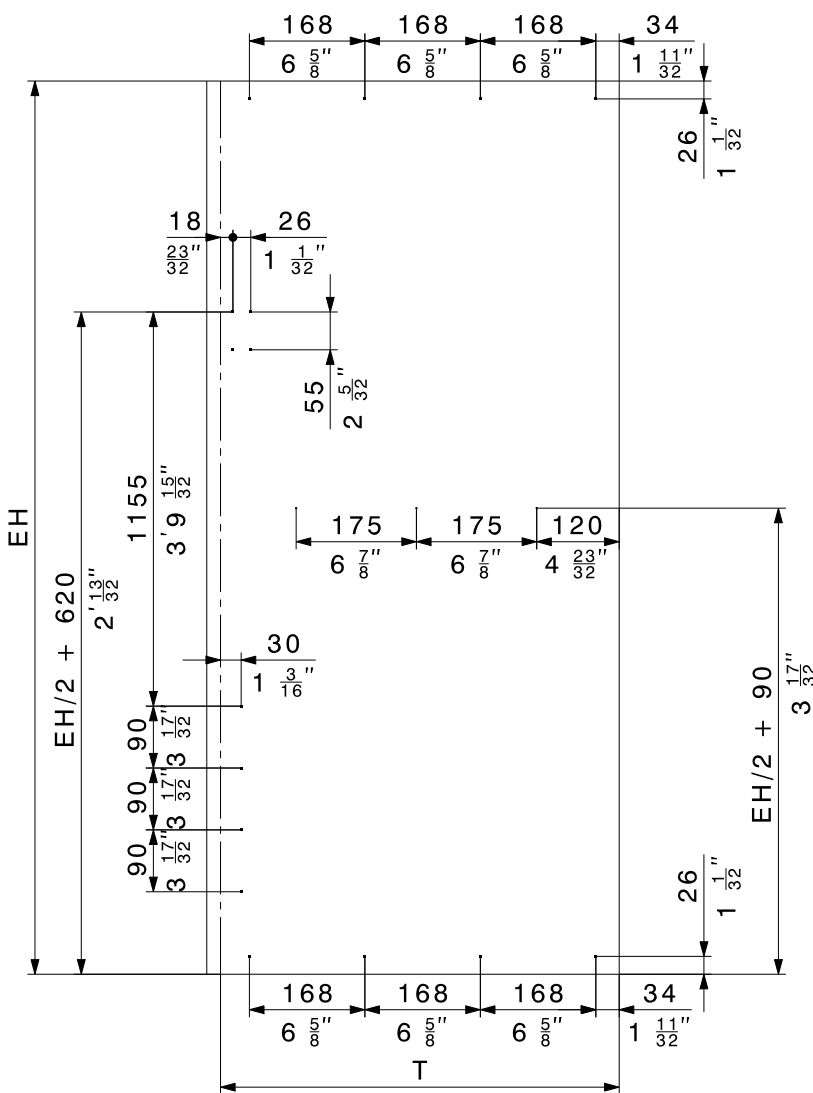 168 168 168 34
6 5/8" 6 5/8" 6 5/8" 1 11/32"
26
1 1/32"
18 26
23/32" 1 1/32"
55
2 5/32"
1155
3'9 15/32"
EH
EH/2 + 620
2' 13/32"
175 175 120
6 7/8" 6 7/8" 4 23/32"
30
1 3/16"
90
3 17/32"
90
3 17/32"
90
3 17/32"
EH/2 + 90
3 17/32"
26
1 1/32"
168 168 168 34
6 5/8" 6 5/8" 6 5/8" 1 11/32"
T